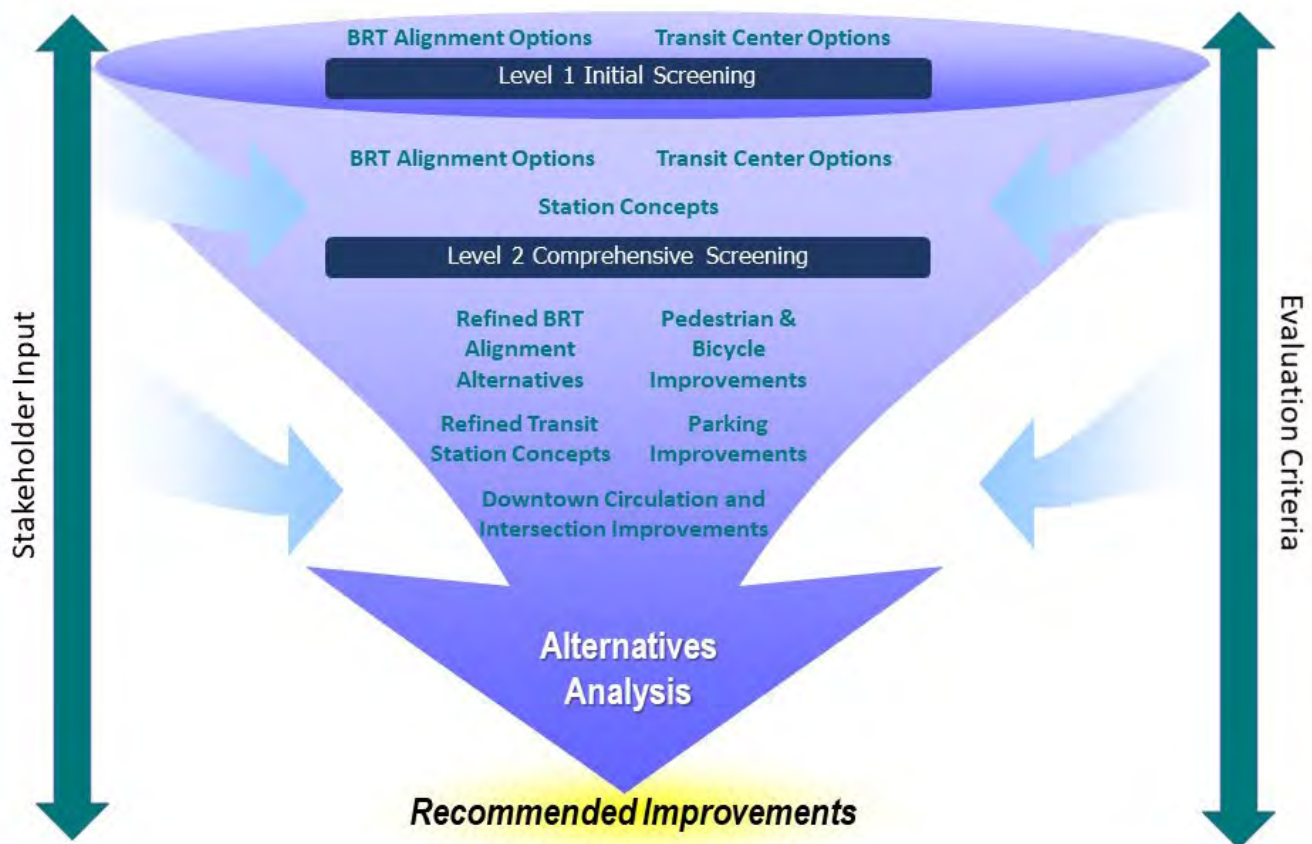 BRT Alignment Options
Transit Center Options
Level 1 Initial Screening
BRT Alignment Options
Transit Center Options
Station Concepts
Level 2 Comprehensive Screening
Refined BRT
Alignment
Alternatives
Pedestrian &
Bicycle
Improvements
Refined Transit
Station Concepts
Parking
Improvements
Downtown Circulation and
Intersection Improvements
Stakeholder Input
Evaluation Criteria
Alternatives
Analysis
Recommended Improvements